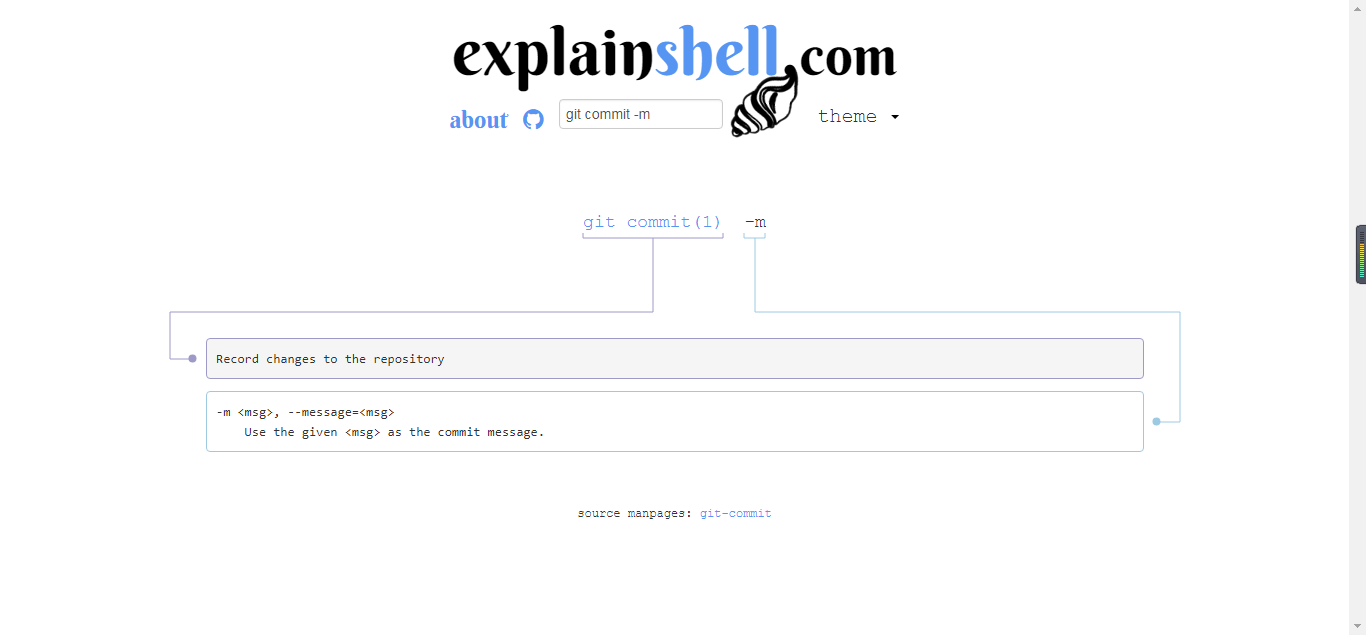 explainshell.com
about git commit -m theme
git commit(1) -m
Record changes to the repository
-m <msg>, --message=<msg>
Use the given <msg> as the commit message.
source manpages: git-commit